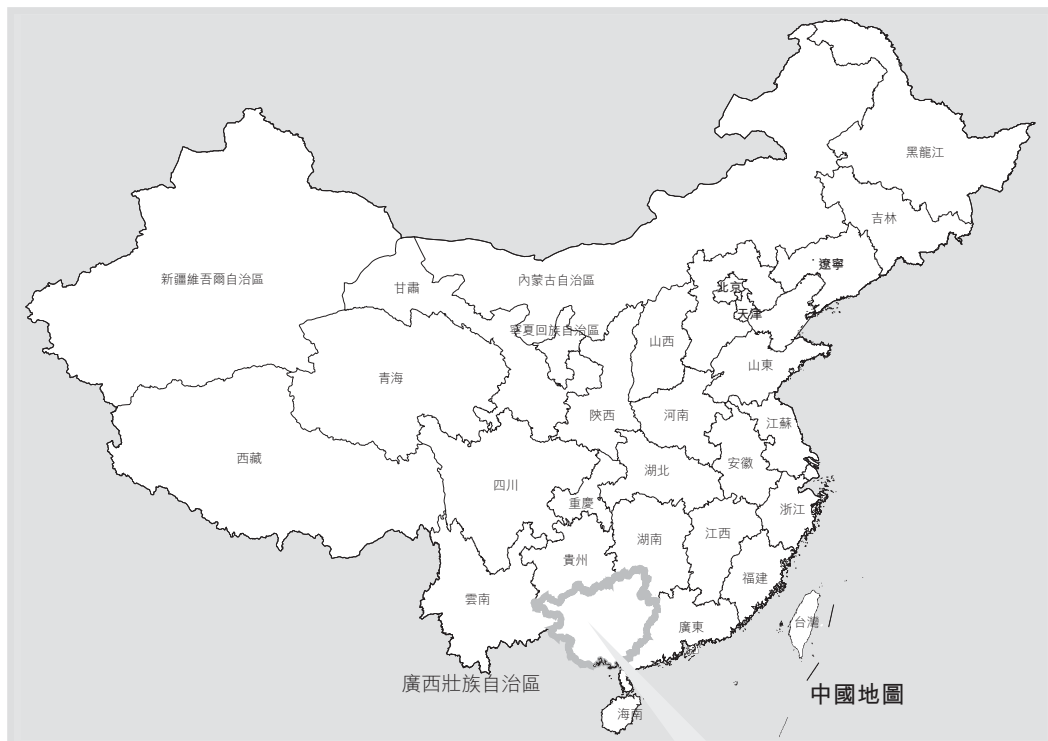 黑龍江
吉林
遼寧
新疆維吾爾自治區
內蒙古自治區
甘肅
北京
天津
寧夏回族自治區
山西
山東
青海
陝西
河南
江蘇
西藏
安徽
湖北
四川
重慶
浙江
江西
湖南
貴州
福建
雲南
台灣
廣東
廣西壯族自治區
中國地圖
海南